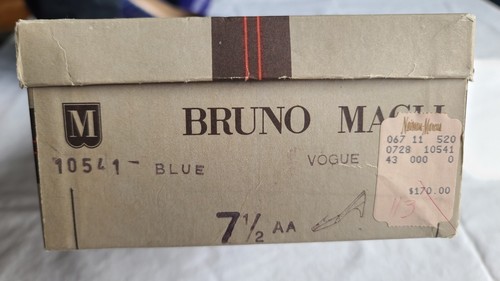 M
BRUNO MAGLI
10541- BLUE
VOGUE
7½ AA
Neiman-Marcus
067 11 520
0728 10541
43 000 0
$170.00
113